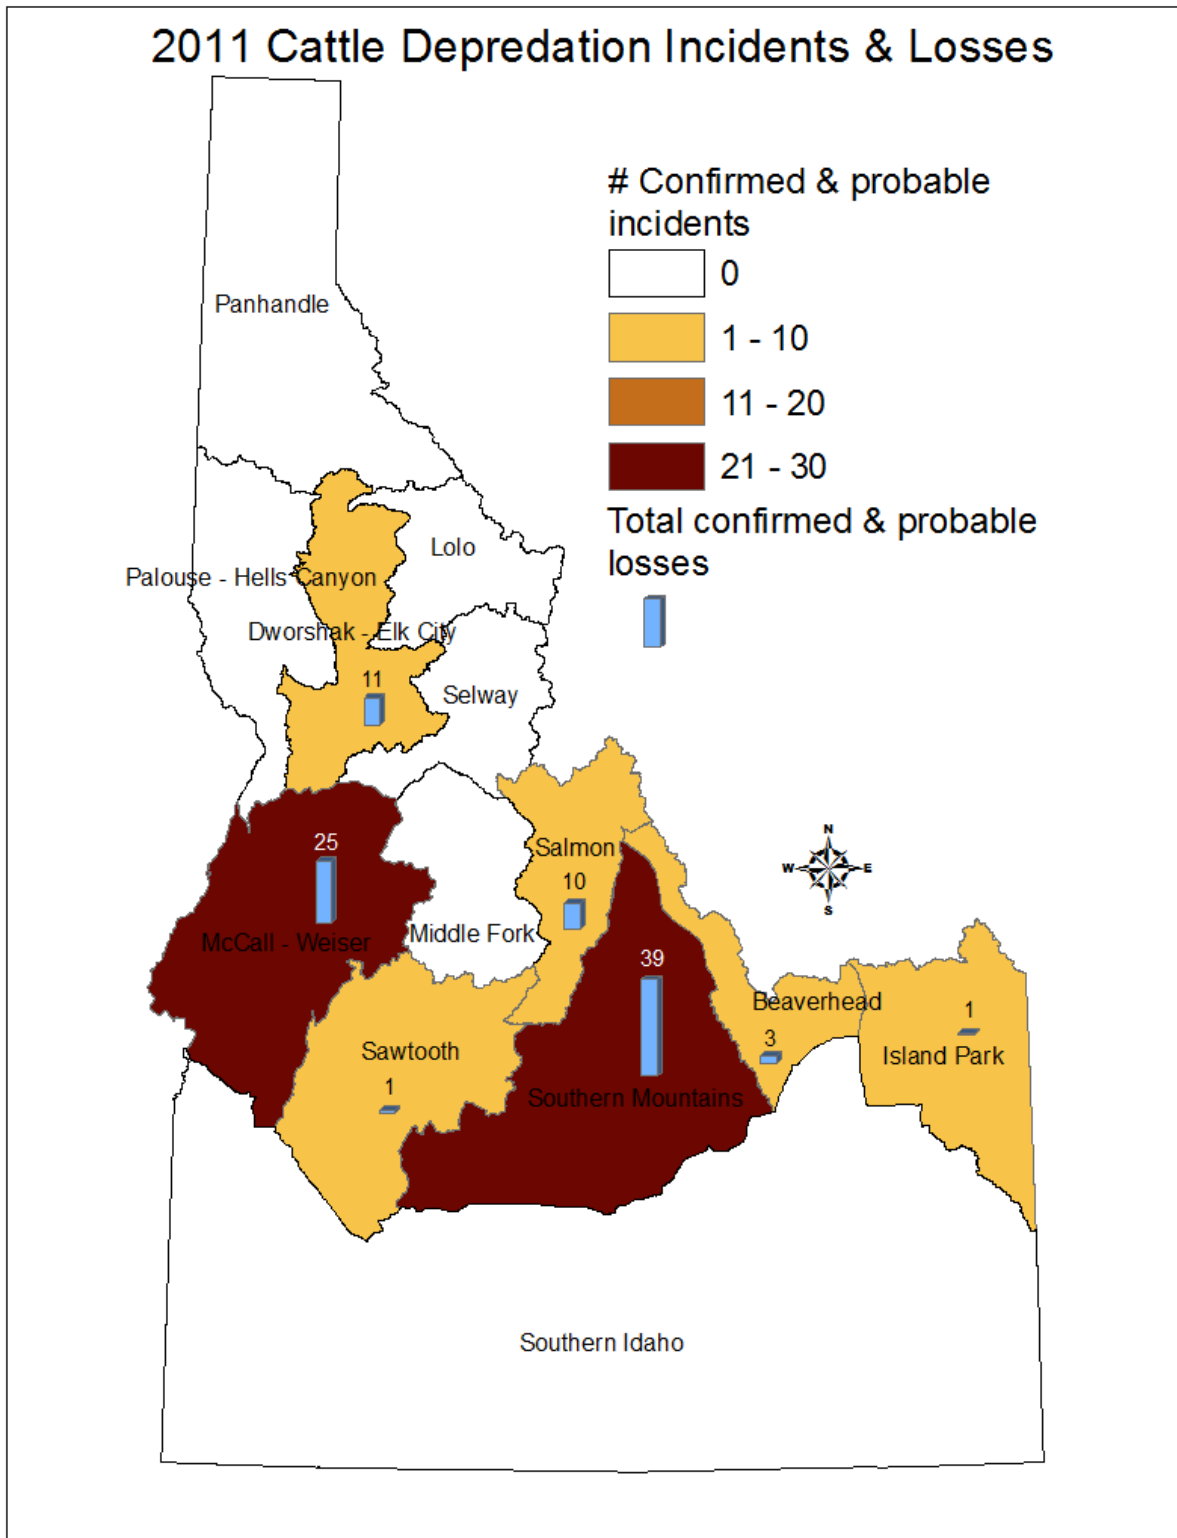 2011 Cattle Depredation Incidents & Losses
# Confirmed & probable
incidents
0
1 - 10
11 - 20
21 - 30
Total confirmed & probable
losses
Panhandle
Lolo
Palouse - Hells Canyon
Dworshak - Elk City
11
Selway
25
McCall - Weiser
Middle Fork
Salmon
10
N
W
E
S
39
Southern Mountains
Beaverhead
3
1
Island Park
Sawtooth
1
Southern Idaho